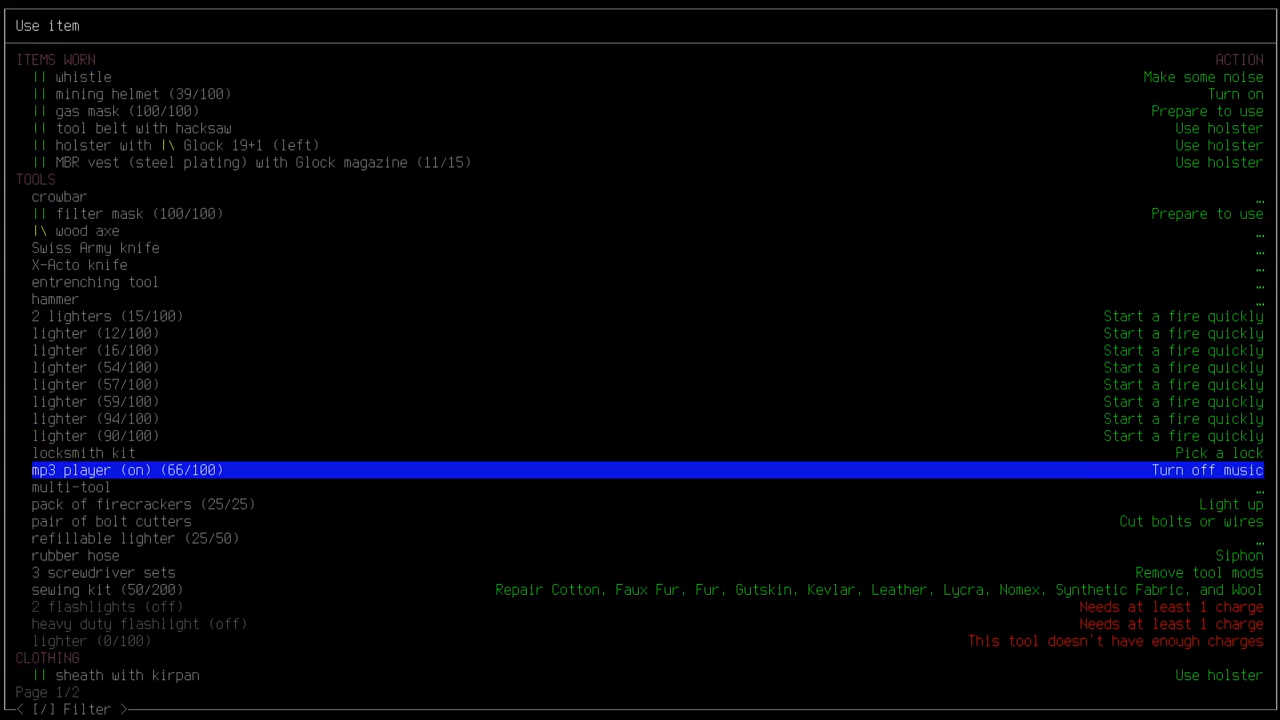 Use item
ITEMS WORN ACTION
|| whistle Make some noise
|| mining helmet (39/100) Turn on
|| gas mask (100/100) Prepare to use
|| tool belt with hacksaw Use holster
|| holster with |\ Glock 19+1 (left) Use holster
|| MBR vest (steel plating) with Glock magazine (11/15) Use holster
TOOLS
crowbar …
|| filter mask (100/100) Prepare to use
|\ wood axe …
Swiss Army knife …
X-Acto knife …
entrenching tool …
hammer …
2 lighters (15/100) Start a fire quickly
lighter (12/100) Start a fire quickly
lighter (16/100) Start a fire quickly
lighter (54/100) Start a fire quickly
lighter (57/100) Start a fire quickly
lighter (59/100) Start a fire quickly
lighter (94/100) Start a fire quickly
lighter (90/100) Start a fire quickly
locksmith kit Pick a lock
mp3 player (on) (66/100) Turn off music
multi-tool …
pack of firecrackers (25/25) Light up
pair of bolt cutters Cut bolts or wires
refillable lighter (25/50) …
rubber hose Siphon
3 screwdriver sets Remove tool mods
sewing kit (50/200) Repair Cotton, Faux Fur, Fur, Gutskin, Kevlar, Leather, Lycra, Nomex, Synthetic Fabric, and Wool
2 flashlights (off) Needs at least 1 charge
heavy duty flashlight (off) Needs at least 1 charge
lighter (0/100) This tool doesn't have enough charges
CLOTHING
|| sheath with kirpan Use holster
Page 1/2
< [/] Filter >